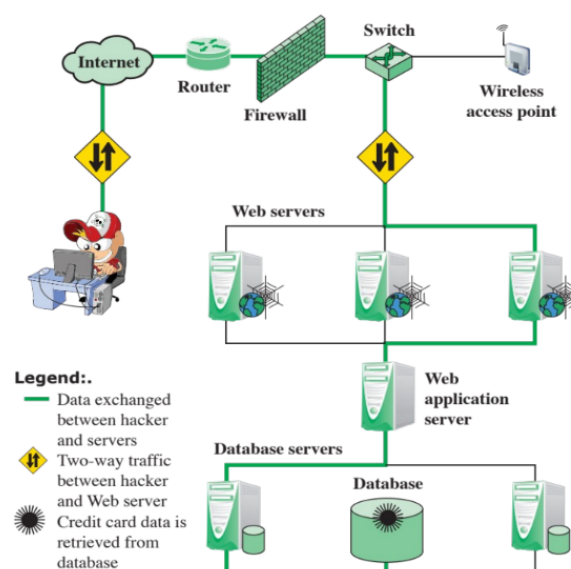 Switch
Internet
Router
Firewall
Wireless
access point
Web servers
Legend:.
Data exchanged
between hacker
and servers
Two-way traffic
between hacker
and Web server
Credit card data is
retrieved from
database
Web
application
server
Database servers
Database